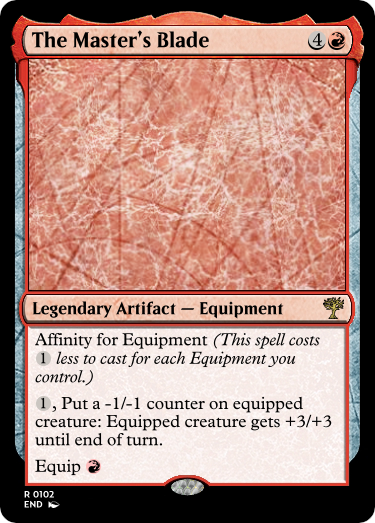 The Master's Blade 4
Legendary Artifact — Equipment
Affinity for Equipment (This spell costs
1 less to cast for each Equipment you
control.)
1, Put a -1/-1 counter on equipped
creature: Equipped creature gets +3/+3
until end of turn.
Equip
R 0102
END